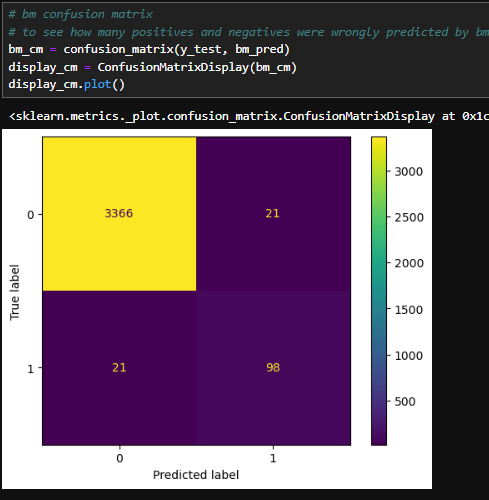 # bm confusion matrix
# to see how many positives and negatives were wrongly predicted by bm
bm_cm = confusion_matrix(y_test, bm_pred)
display_cm = ConfusionMatrixDisplay(bm_cm)
display_cm.plot()
<sklearn.metrics._plot.confusion_matrix.ConfusionMatrixDisplay at 0x1c
3000
0
3366
21
2500
2000
True label
1500
1
21
98
1000
500
0
1
Predicted label